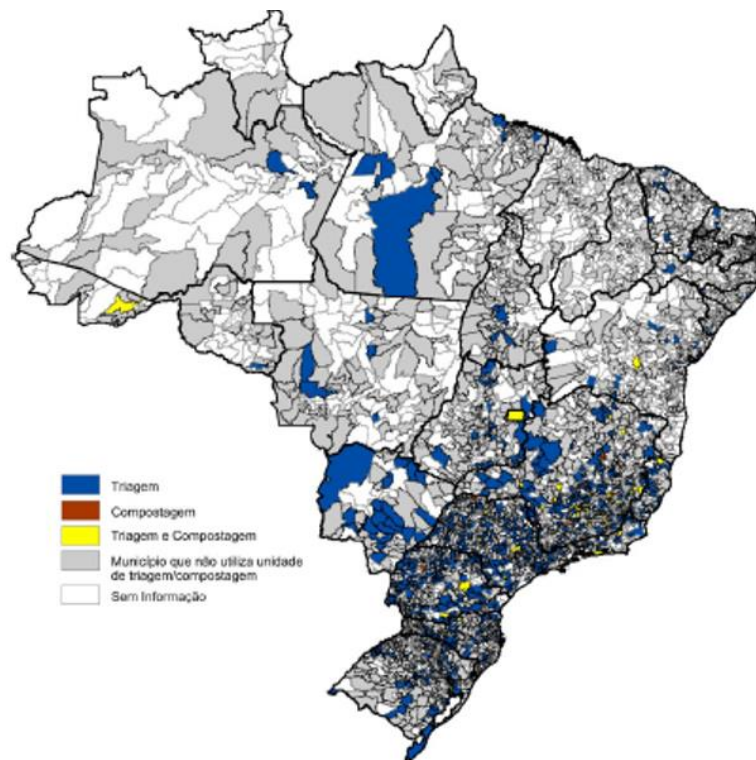 Triagem
Compostagem
Triagem e Compostagem
Município que não utiliza unidade
de triagem/compostagem
Sem Informação